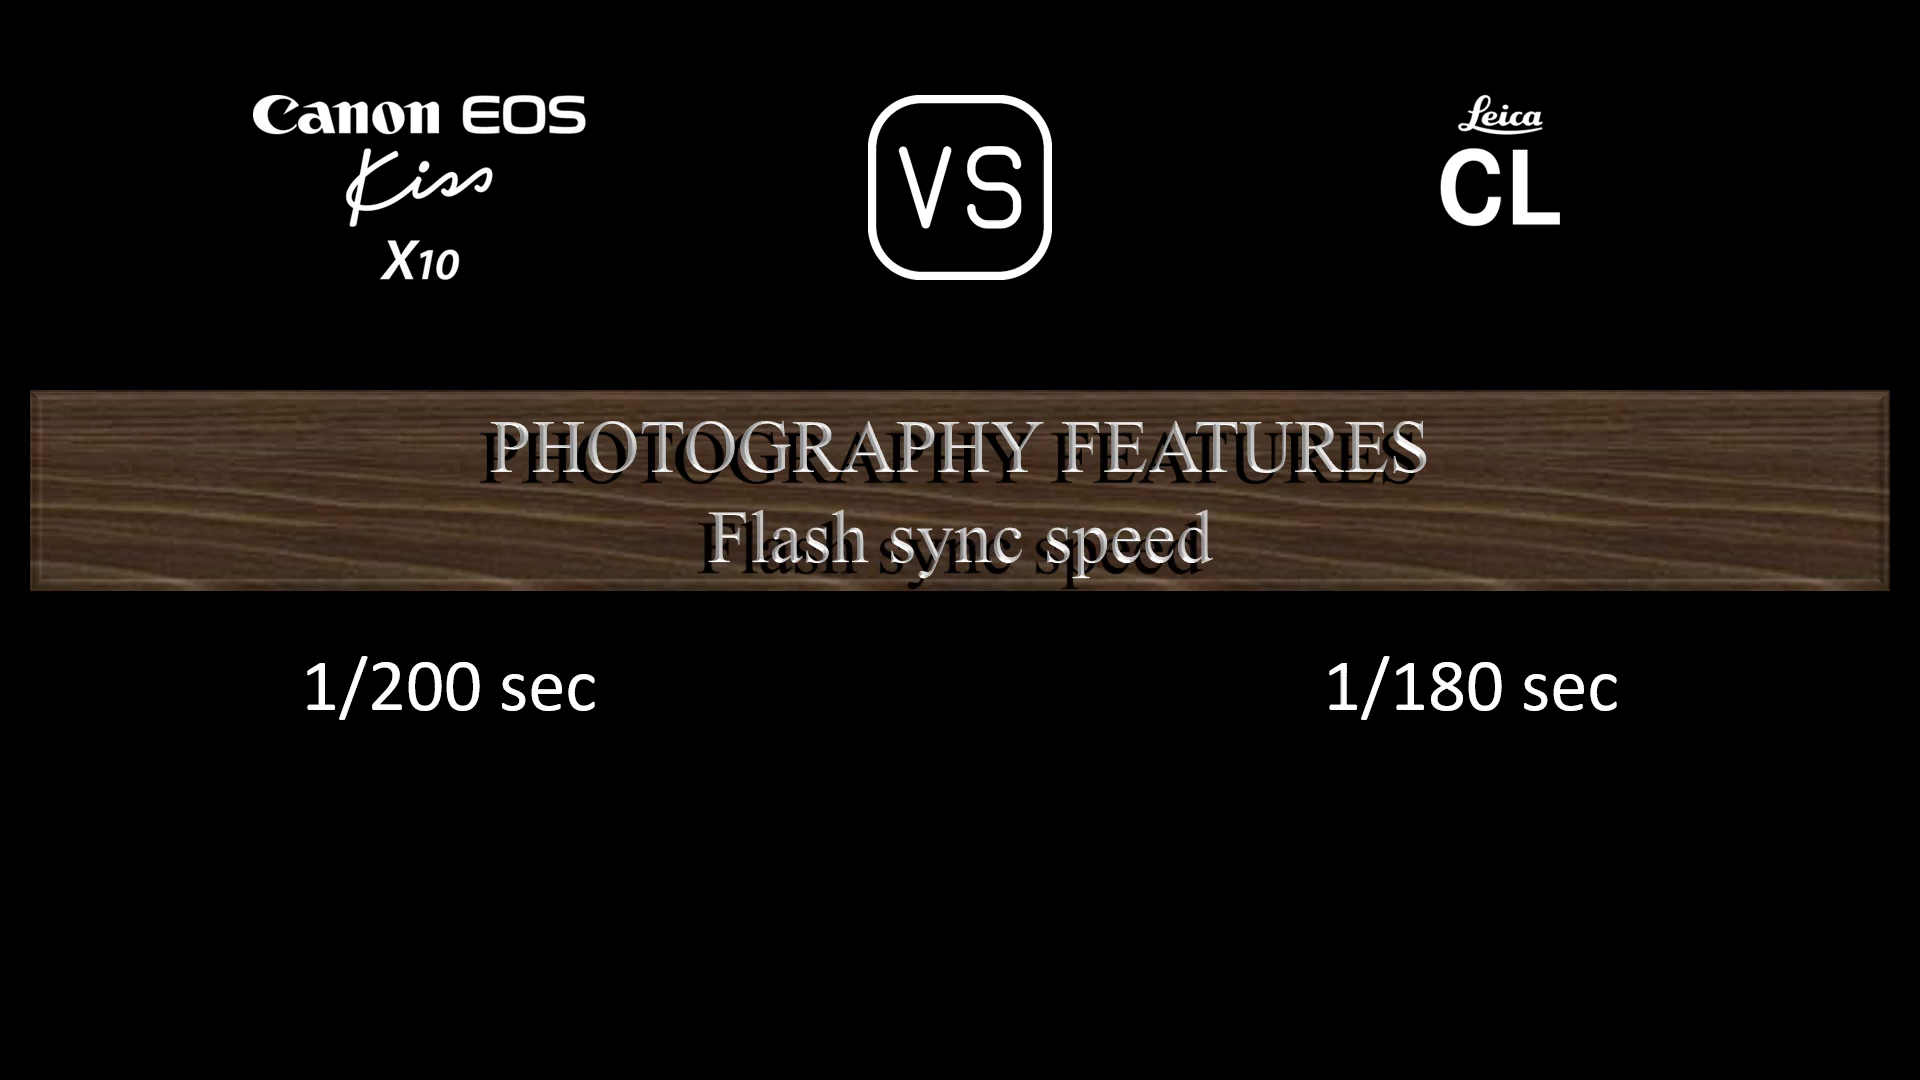 Canon EOS
Kiss
X10
VS
Leica
CL
PHOTOGRAPHY FEATURES
Flash sync speed
1/200 sec
1/180 sec